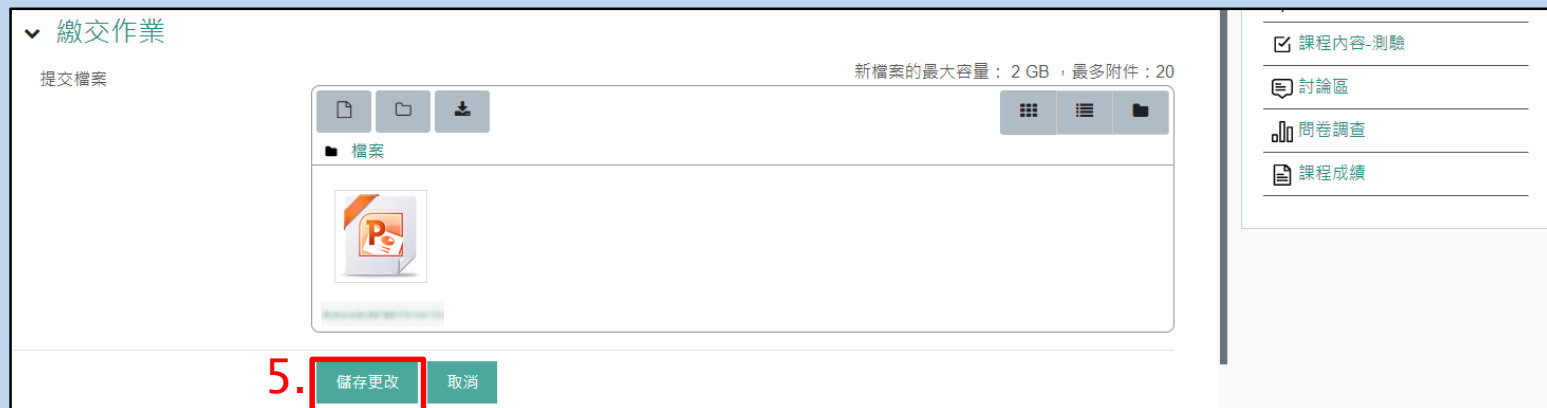 繳交作業
提交檔案
新檔案的最大容量： 2 GB ，最多附件：20
檔案
P
5.
儲存更改
取消
課程內容-測驗
討論區
問卷調查
課程成績